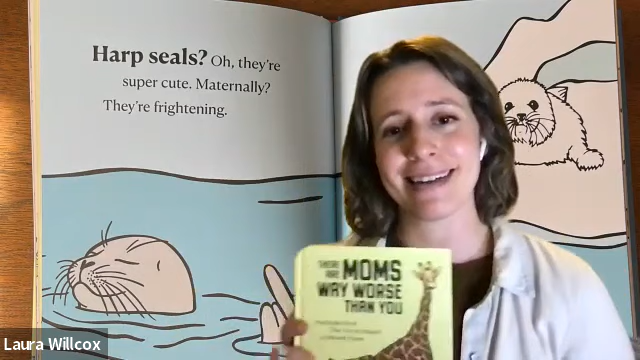 Harp seals? Oh, they're
super cute. Maternally?
They're frightening.
THERE
ARE MOMS
WAY WORSE
THAN YOU
Laura Willcox